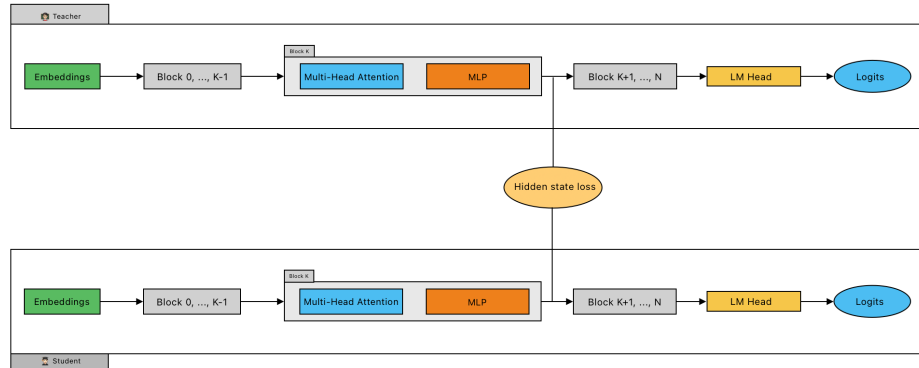 Teacher
Block K
Embeddings
Block 0, ..., K-1
Multi-Head Attention
MLP
Block K+1, ..., N
LM Head
Logits
Hidden state loss
Block K
Embeddings
Block 0, ..., K-1
Multi-Head Attention
MLP
Block K+1, ..., N
LM Head
Logits
Student